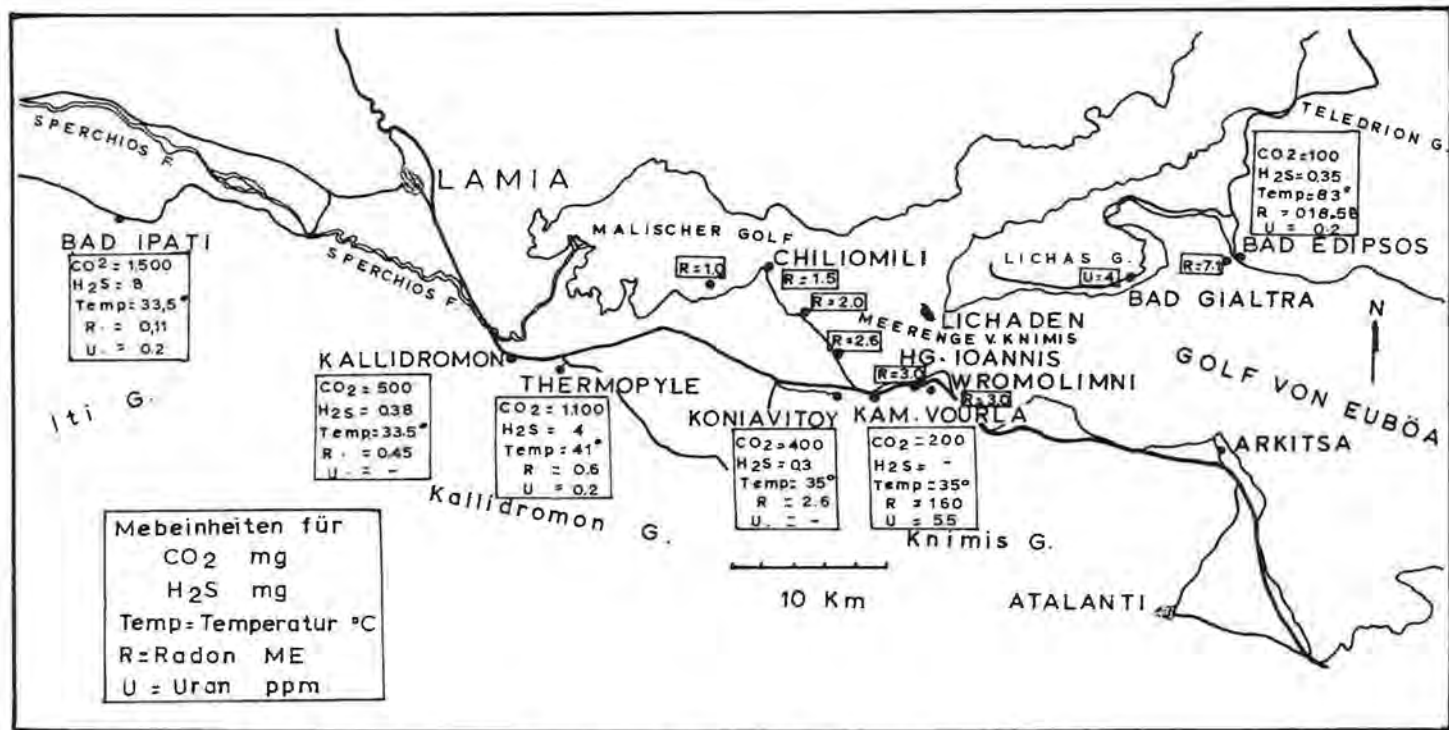 SPERCHIOS F.
LAMIA
BAD IPATI
CO2 = 1.500
H2S = 8
Temp = 33,5°
R. = 0,11
U. = 0.2
SPERCHIOS F.
MALISCHER GOLF
R=1.0
CHILIOMILI
R=1.5
R=2.0
R=2.6
MEERENGE V. KNIMIS
LICHADEN
HG-IOANNIS
R=3.0
WROMOLIMNI
R=3.0
LICHAS G.
U=4
BAD GIALTRA
R=7.1
BAD EDIPSOS
TELEDRION G.
CO2=100
H2S=0.35
Temp=83°
R = 018-58
U = 0.2
N
GOLF VON EUBÖA
KALLIDROMON
CO2 = 500
H2S = 0.38
Temp=33.5°
R. = 0.45
U. = -
THERMOPYLE
CO2 = 1.100
H2S = 4
Temp=41°
R = 0.6
U = 0.2
KONIAVITOY
CO2=400
H2S=0.3
Temp=35°
R = 2.6
U. = -
KAM. VOURLA
CO2 = 200
H2S= -
Temp=35°
R = 160
U = 55
ARKITSA
Iti G.
Kallidromon G.
Knimis G.
10 Km
ATALANTI
Mebeinheiten für
CO2 mg
H2S mg
Temp=Temperatur °C
R=Radon ME
U = Uran ppm